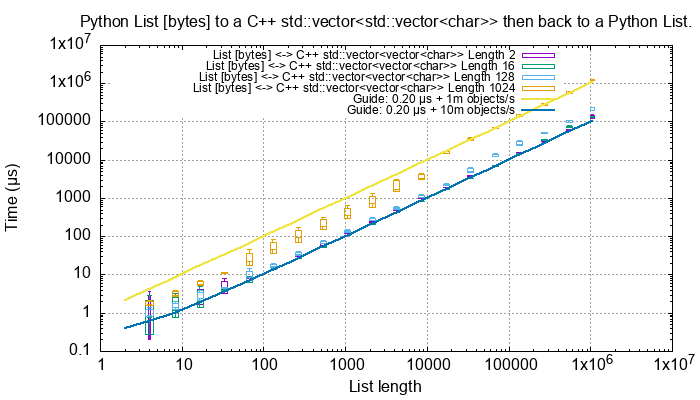 Python List [bytes] to a C++ std::vector<std::vector<char>> then back to a Python List.
List [bytes] <-> C++ std::vector<vector<char>> Length 2
List [bytes] <-> C++ std::vector<vector<char>> Length 16
List [bytes] <-> C++ std::vector<vector<char>> Length 128
List [bytes] <-> C++ std::vector<vector<char>> Length 1024
Guide: 0.20 µs + 1m objects/s
Guide: 0.20 µs + 10m objects/s
Time (µs)
1x10^7
1x10^6
100000
10000
1000
100
10
1
0.1
1 10 100 1000 10000 100000 1x10^6 1x10^7
List length